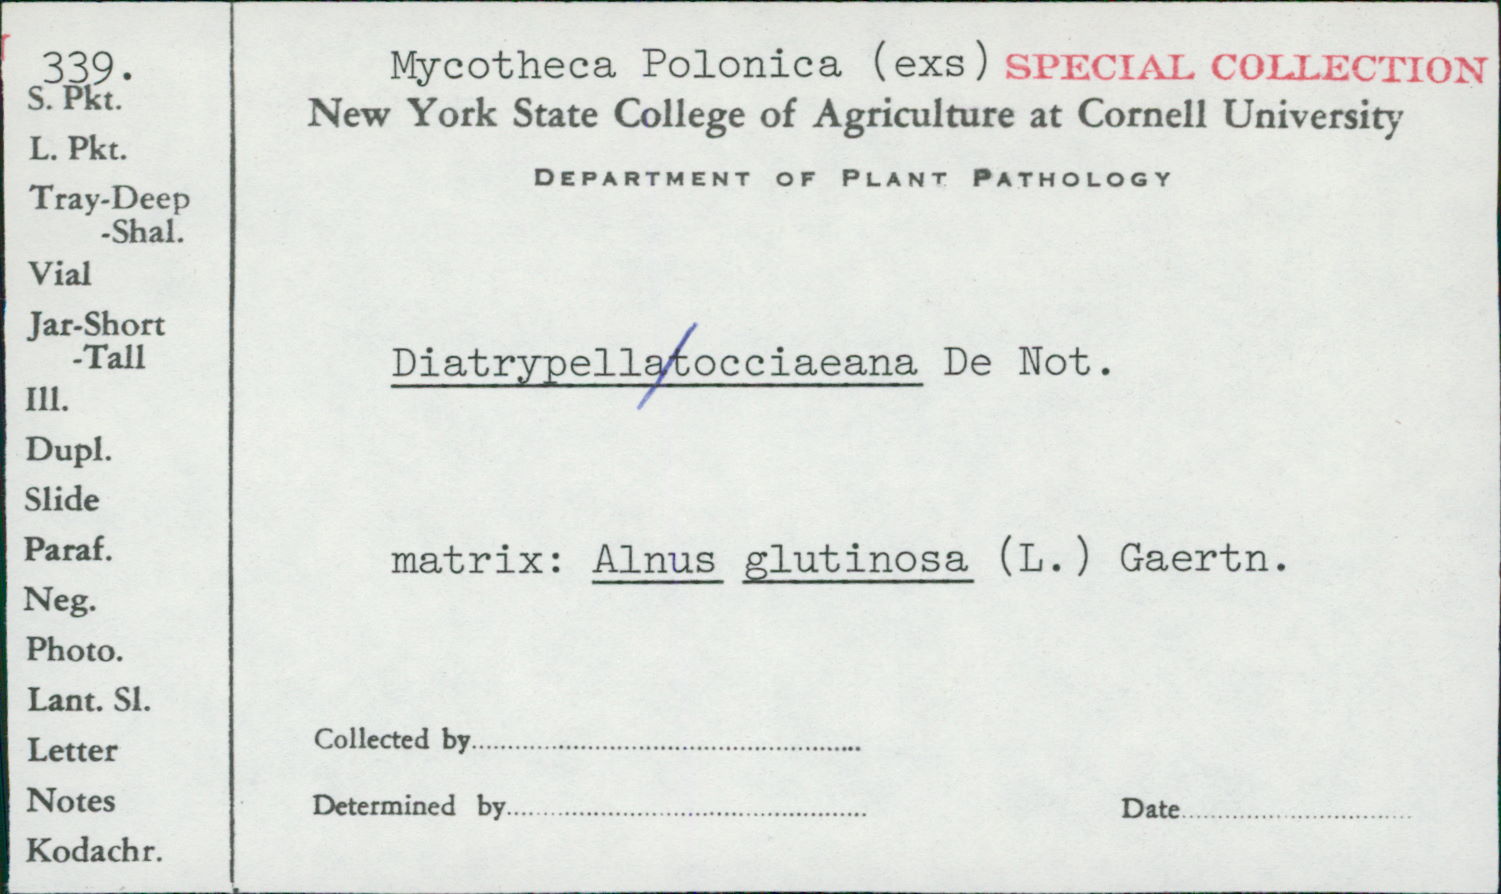 339.
S. Pkt.
L. Pkt.
Tray-Deep
-Shal.
Vial
Jar-Short
-Tall
Ill.
Dupl.
Slide
Paraf.
Neg.
Photo.
Lant. Sl.
Letter
Notes
Kodachr.
Mycotheca Polonica (exs) SPECIAL COLLECTION
New York State College of Agriculture at Cornell University
DEPARTMENT OF PLANT PATHOLOGY
Diatrypella/tocciaeana De Not.
matrix: Alnus glutinosa (L.) Gaertn.
Collected by
Determined by Date